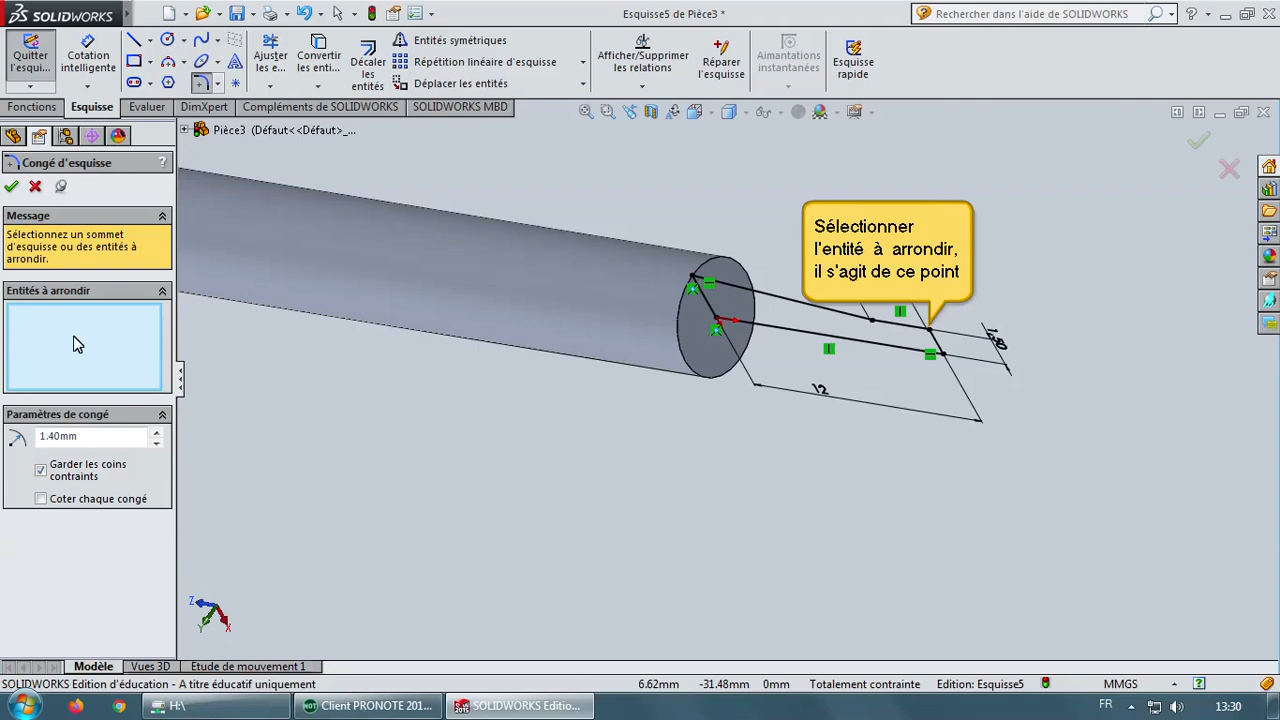 SOLIDWORKS
Esquisse5 de Pièce3 *
Rechercher dans l'aide de SOLIDWORKS
Quitter l'esqui...
Cotation intelligente
Ajuster les e...
Convertir les enti...
Décaler les entités
Entités symétriques
Répétition linéaire d'esquisse
Déplacer les entités
Afficher/Supprimer les relations
Réparer l'esquisse
Aimantations instantanées
Esquisse rapide
Fonctions
Esquisse
Evaluer
DimXpert
Compléments de SOLIDWORKS
SOLIDWORKS MBD
Pièce3 (Défaut<<Défaut>_...
Congé d'esquisse
?
Message
Sélectionnez un sommet
d'esquisse ou des entités à
arrondir.
Entités à arrondir
Paramètres de congé
1.40mm
Garder les coins
contraints
Coter chaque congé
Sélectionner
l'entité à arrondir,
il s'agit de ce point
1,50
12
Z
Y
X
Modèle
Vues 3D
Etude de mouvement 1
SOLIDWORKS Edition d'éducation - A titre éducatif uniquement
6.62mm
-31.48mm
0mm
Totalement contrainte
Edition: Esquisse5
MMGS
?
H:\
Client PRONOTE 201...
SOLIDWORKS Editio...
FR
13:30